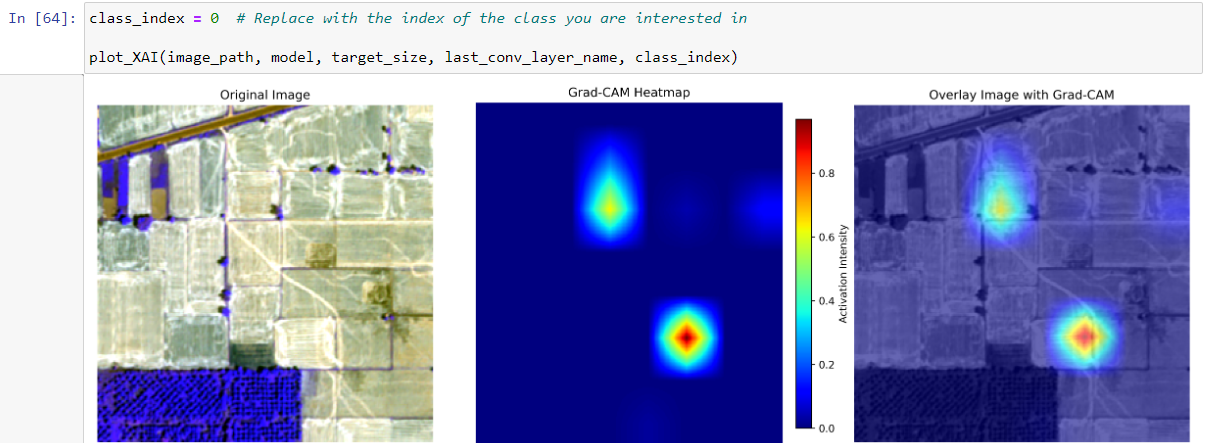 In [64]: class_index = 0  # Replace with the index of the class you are interested in
plot_XAI(image_path, model, target_size, last_conv_layer_name, class_index)
Original Image
Grad-CAM Heatmap
Overlay Image with Grad-CAM
0.8
0.6
0.4
0.2
0.0
Activation Intensity